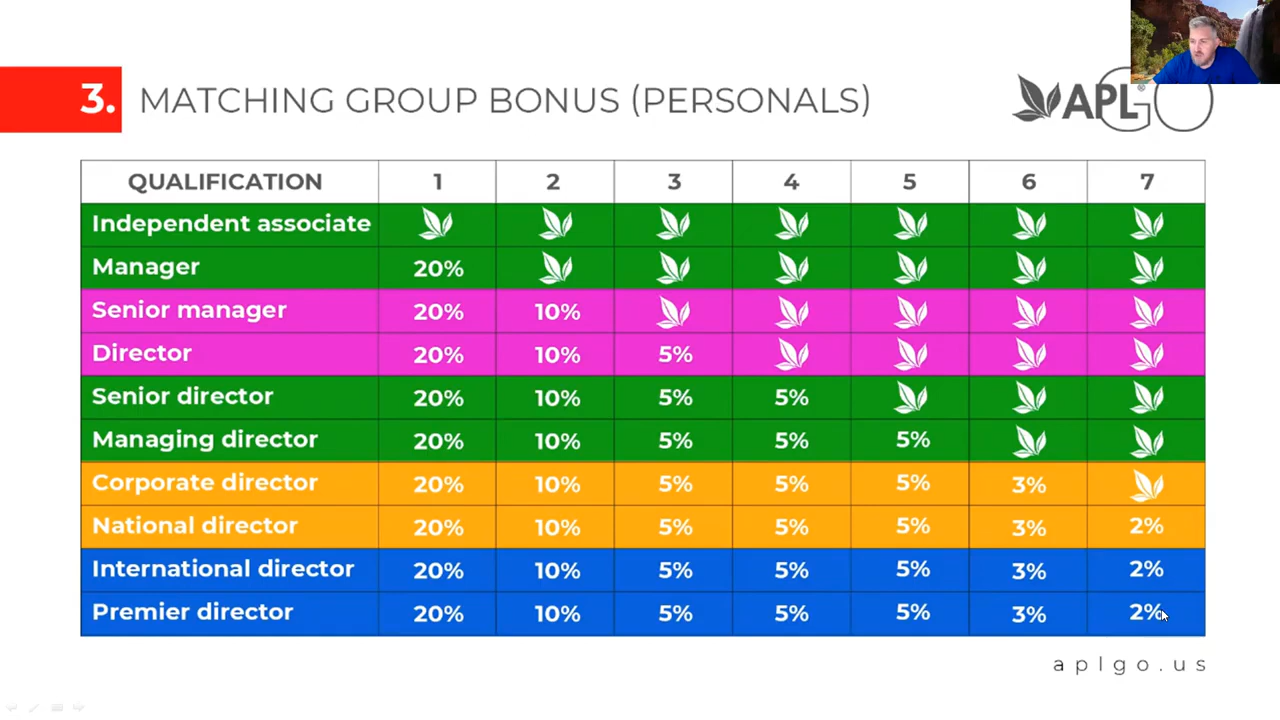 3. MATCHING GROUP BONUS (PERSONALS)
APL GO
QUALIFICATION 1 2 3 4 5 6 7
Independent associate
Manager 20%
Senior manager 20% 10%
Director 20% 10% 5%
Senior director 20% 10% 5% 5%
Managing director 20% 10% 5% 5% 5%
Corporate director 20% 10% 5% 5% 5% 3%
National director 20% 10% 5% 5% 5% 3% 2%
International director 20% 10% 5% 5% 5% 3% 2%
Premier director 20% 10% 5% 5% 5% 3% 2%
aplgo.us